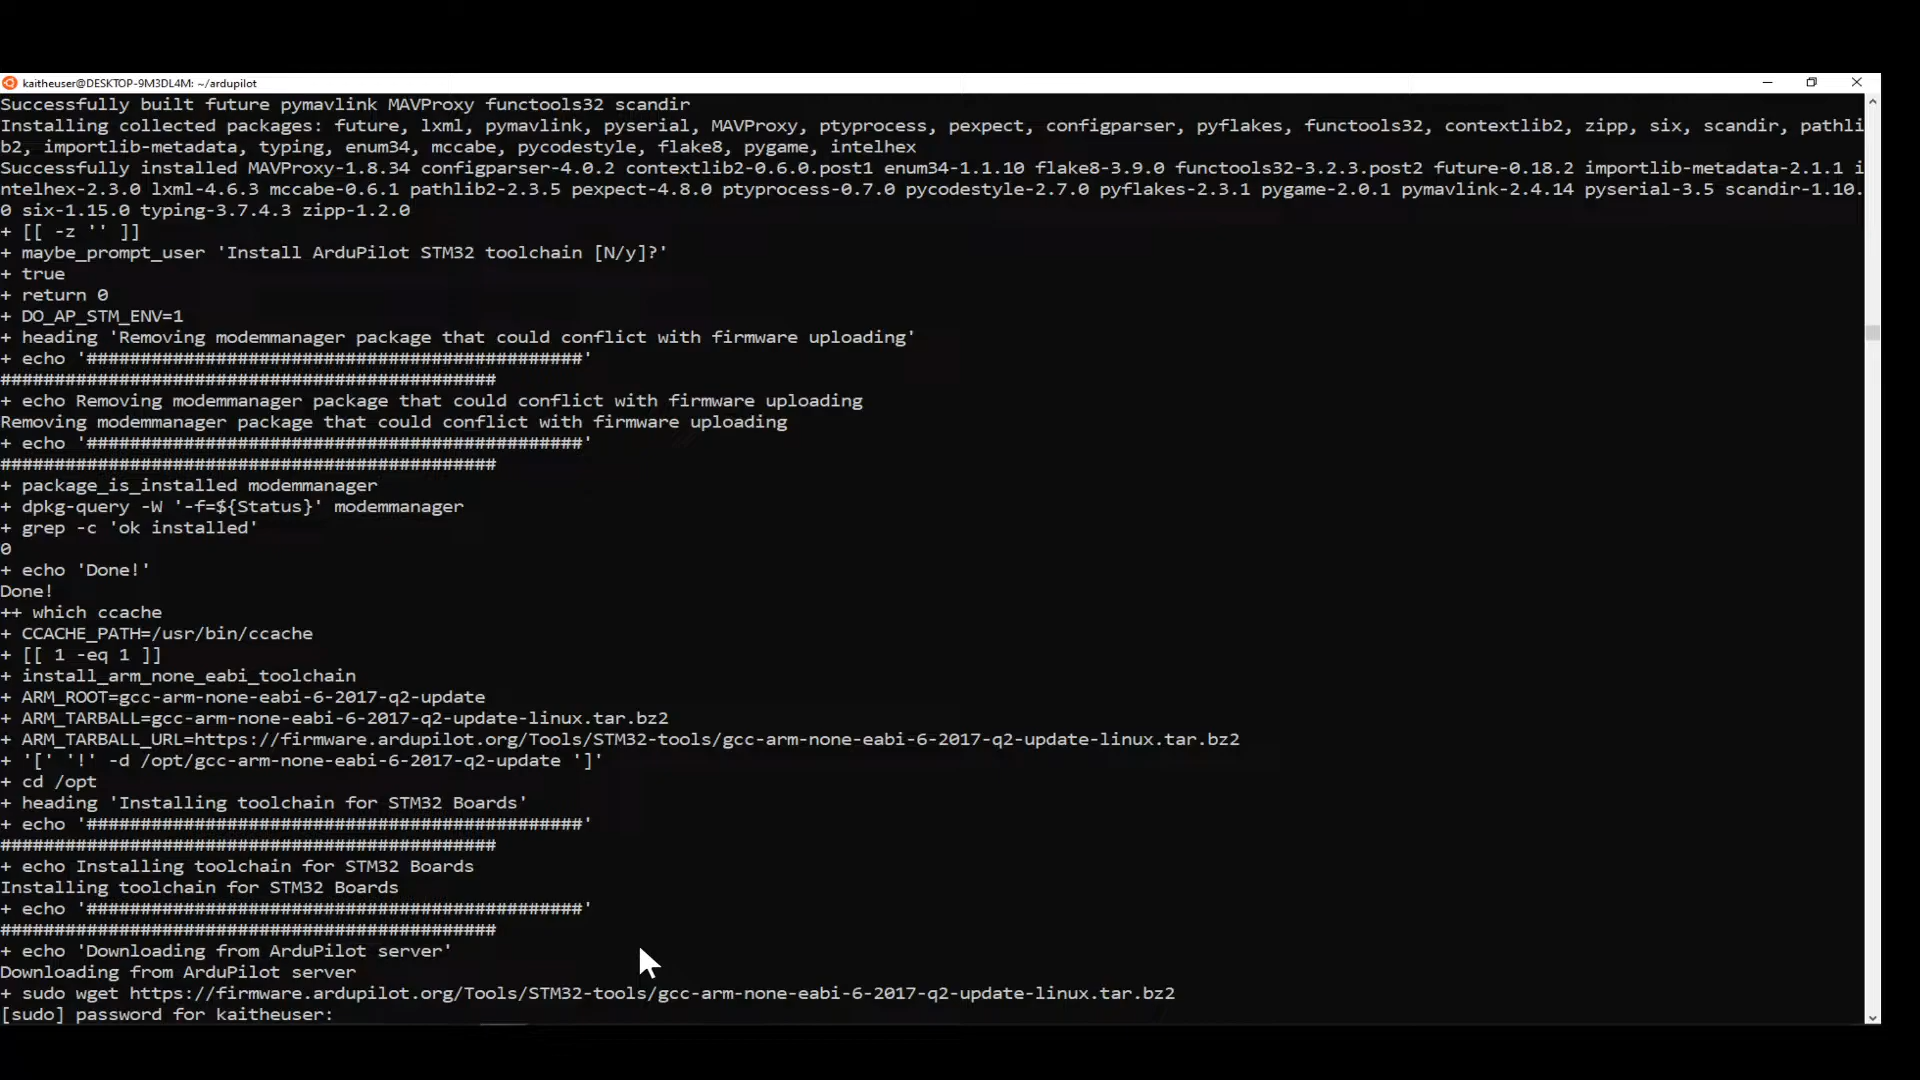 kaitheuser@DESKTOP-9M3DL4M: ~/ardupilot
Successfully built future pymavlink MAVProxy functools32 scandir
Installing collected packages: future, lxml, pymavlink, pyserial, MAVProxy, ptyprocess, pexpect, configparser, pyflakes, functools32, contextlib2, zipp, six, scandir, pathli
b2, importlib-metadata, typing, enum34, mccabe, pycodestyle, flake8, pygame, intelhex
Successfully installed MAVProxy-1.8.34 configparser-4.0.2 contextlib2-0.6.0.post1 enum34-1.1.10 flake8-3.9.0 functools32-3.2.3.post2 future-0.18.2 importlib-metadata-2.1.1 i
ntelhex-2.3.0 lxml-4.6.3 mccabe-0.6.1 pathlib2-2.3.5 pexpect-4.8.0 ptyprocess-0.7.0 pycodestyle-2.7.0 pyflakes-2.3.1 pygame-2.0.1 pymavlink-2.4.14 pyserial-3.5 scandir-1.10.
0 six-1.15.0 typing-3.7.4.3 zipp-1.2.0
+ [[ -z '' ]]
+ maybe_prompt_user 'Install ArduPilot STM32 toolchain [N/y]?'
+ true
+ return 0
+ DO_AP_STM_ENV=1
+ heading 'Removing modemmanager package that could conflict with firmware uploading'
+ echo '##############################################'
##############################################
+ echo Removing modemmanager package that could conflict with firmware uploading
Removing modemmanager package that could conflict with firmware uploading
+ echo '##############################################'
##############################################
+ package_is_installed modemmanager
+ dpkg-query -W '-f=${Status}' modemmanager
+ grep -c 'ok installed'
0
+ echo 'Done!'
Done!
++ which ccache
+ CCACHE_PATH=/usr/bin/ccache
+ [[ 1 -eq 1 ]]
+ install_arm_none_eabi_toolchain
+ ARM_ROOT=gcc-arm-none-eabi-6-2017-q2-update
+ ARM_TARBALL=gcc-arm-none-eabi-6-2017-q2-update-linux.tar.bz2
+ ARM_TARBALL_URL=https://firmware.ardupilot.org/Tools/STM32-tools/gcc-arm-none-eabi-6-2017-q2-update-linux.tar.bz2
+ '[' '!' -d /opt/gcc-arm-none-eabi-6-2017-q2-update ']'
+ cd /opt
+ heading 'Installing toolchain for STM32 Boards'
+ echo '##############################################'
##############################################
+ echo Installing toolchain for STM32 Boards
Installing toolchain for STM32 Boards
+ echo '##############################################'
##############################################
+ echo 'Downloading from ArduPilot server'
Downloading from ArduPilot server
+ sudo wget https://firmware.ardupilot.org/Tools/STM32-tools/gcc-arm-none-eabi-6-2017-q2-update-linux.tar.bz2
[sudo] password for kaitheuser: